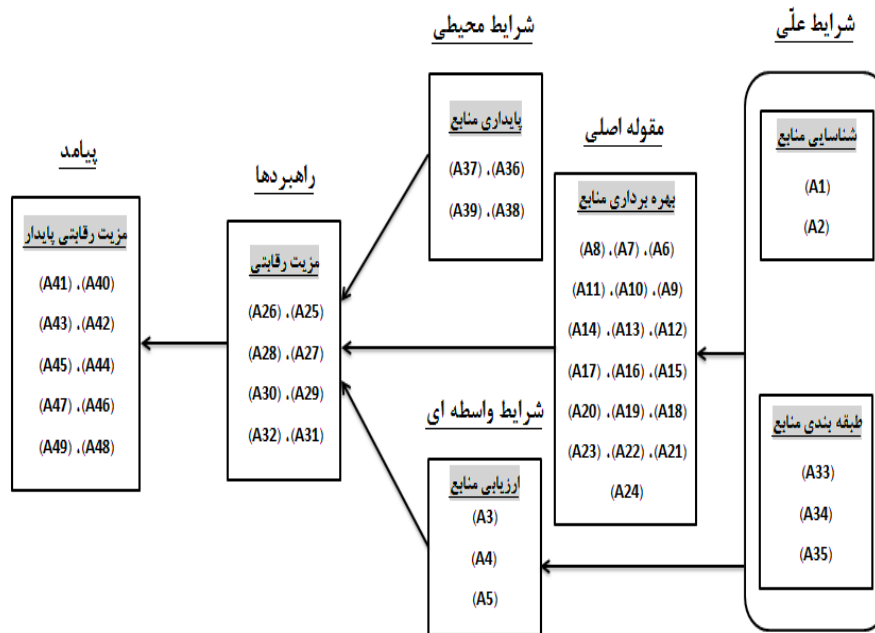 شرایط علّی
شناسایی منابع
(A1)
(A2)
طبقه بندی منابع
(A33)
(A34)
(A35)
مقوله اصلی
بهره برداری منابع
(A6)، (A7)، (A8)
(A9)، (A10)، (A11)
(A12)، (A13)، (A14)
(A15)، (A16)، (A17)
(A18)، (A19)، (A20)
(A21)، (A22)، (A23)
(A24)
شرایط محیطی
پایداری منابع
(A36)، (A37)
(A38)، (A39)
شرایط واسطه ای
ارزیابی منابع
(A3)
(A4)
(A5)
راهبردها
مزیت رقابتی
(A25)، (A26)
(A27)، (A28)
(A29)، (A30)
(A31)، (A32)
پیامد
مزیت رقابتی پایدار
(A40)، (A41)
(A42)، (A43)
(A44)، (A45)
(A46)، (A47)
(A48)، (A49)